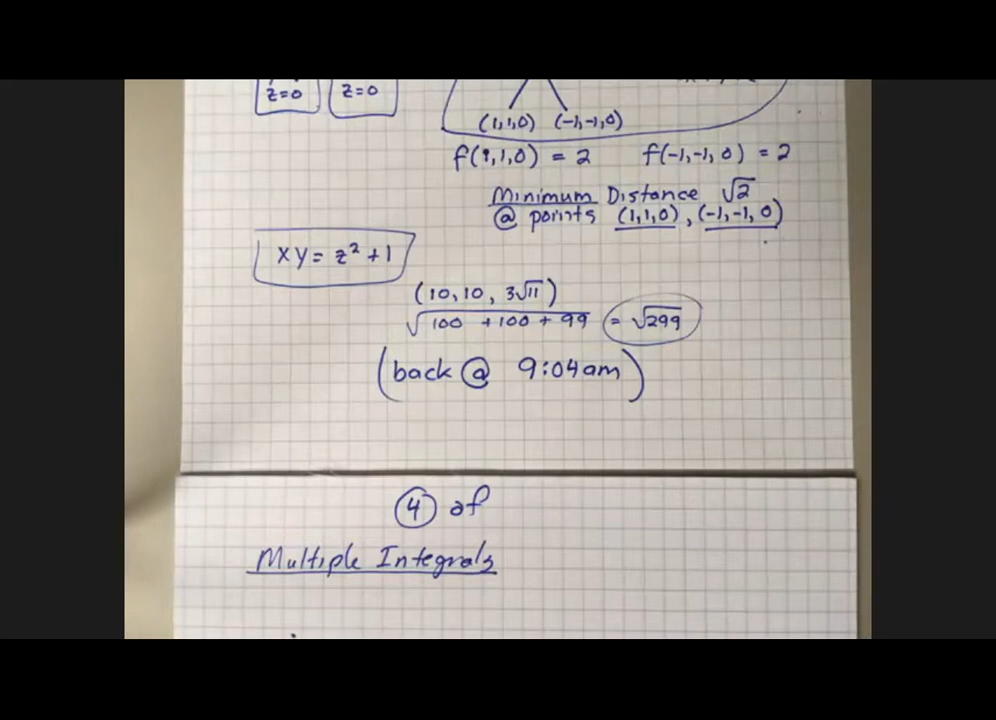 z=0 z=0
(1,1,0) (-1,-1,0)
f(1,1,0) = 2 f(-1,-1,0) = 2
Minimum Distance √2
@ points (1,1,0), (-1,-1,0)
xy = z² + 1
(10, 10, 3√11)
√100 + 100 + 99 = √299
(back @ 9:04am)
④ of
Multiple Integrals